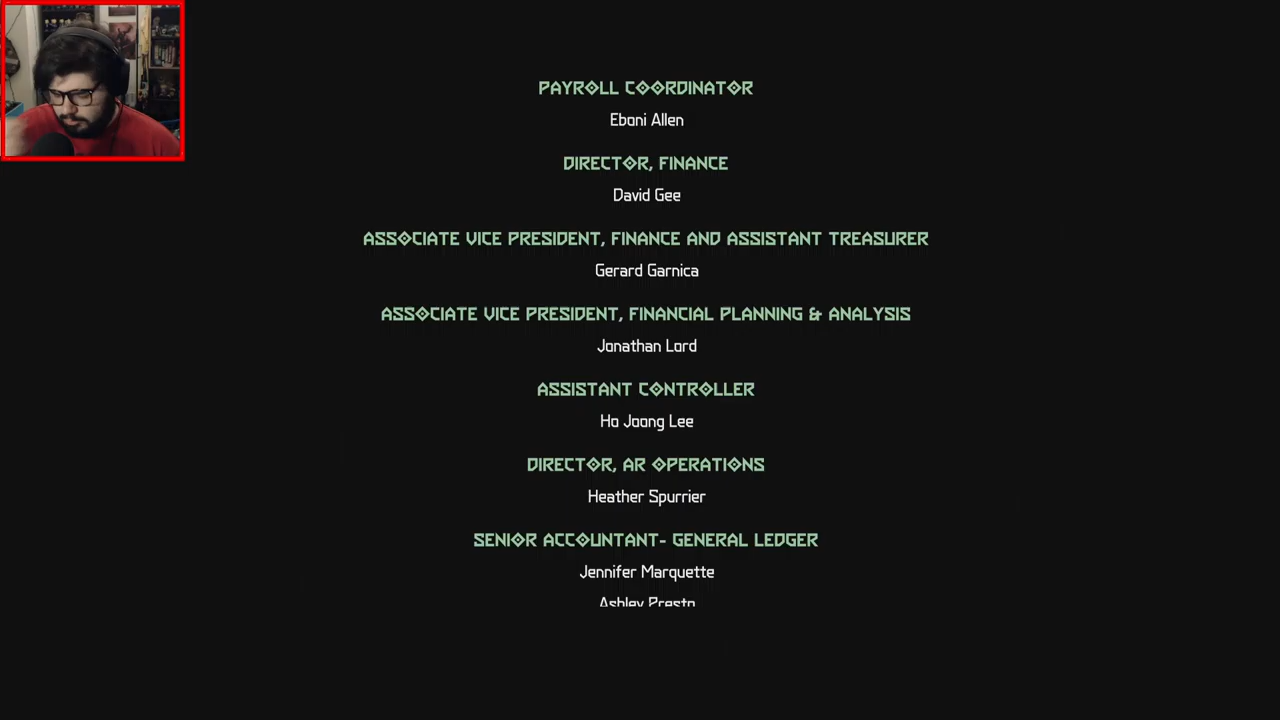 PAYROLL COORDINATOR
Eboni Allen
DIRECTOR, FINANCE
David Gee
ASSOCIATE VICE PRESIDENT, FINANCE AND ASSISTANT TREASURER
Gerard Garnica
ASSOCIATE VICE PRESIDENT, FINANCIAL PLANNING & ANALYSIS
Jonathan Lord
ASSISTANT CONTROLLER
Ho Joong Lee
DIRECTOR, AR OPERATIONS
Heather Spurrier
SENIOR ACCOUNTANT- GENERAL LEDGER
Jennifer Marquette
Ashley Presto